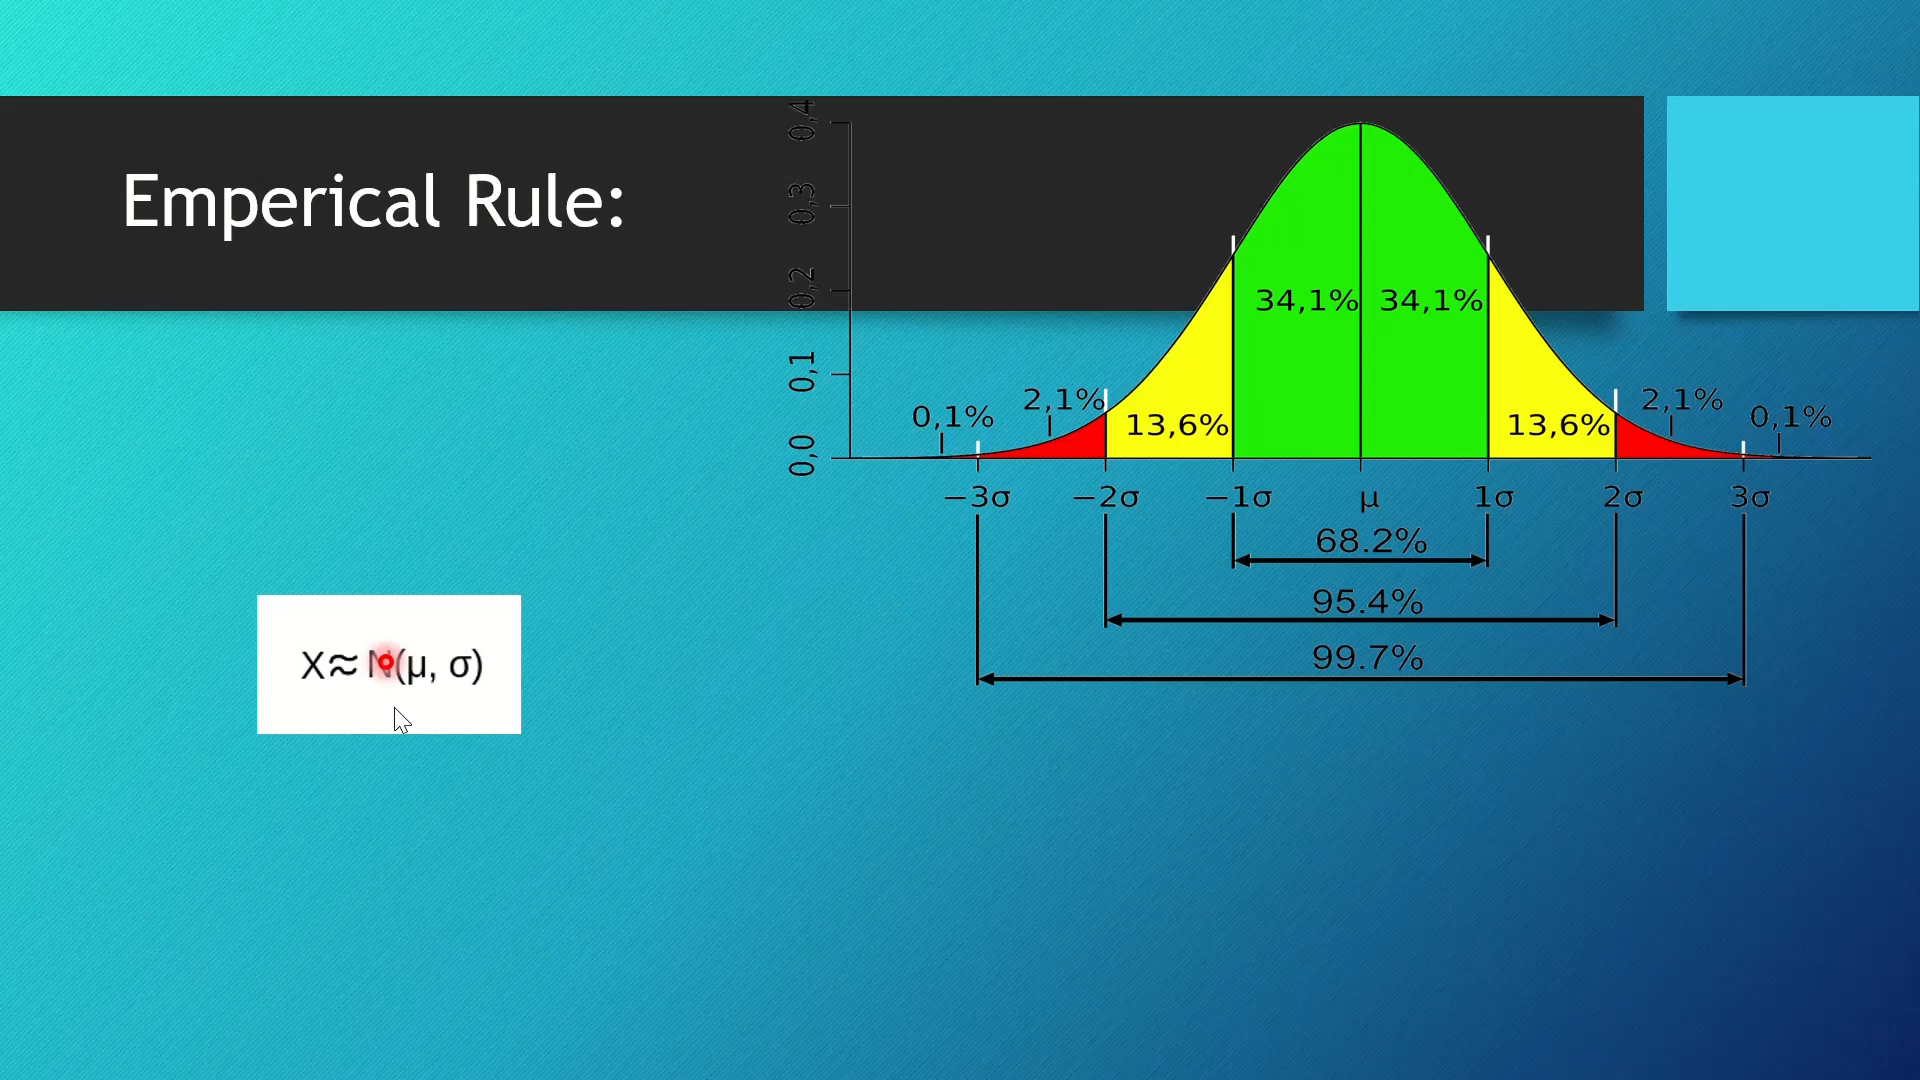 Emperical Rule:
0,4
0,3
0,2
0,1
0,0
34,1% 34,1%
0,1% 2,1% 13,6% 13,6% 2,1% 0,1%
−3σ −2σ −1σ μ 1σ 2σ 3σ
68.2%
95.4%
99.7%
X≈ N(μ, σ)